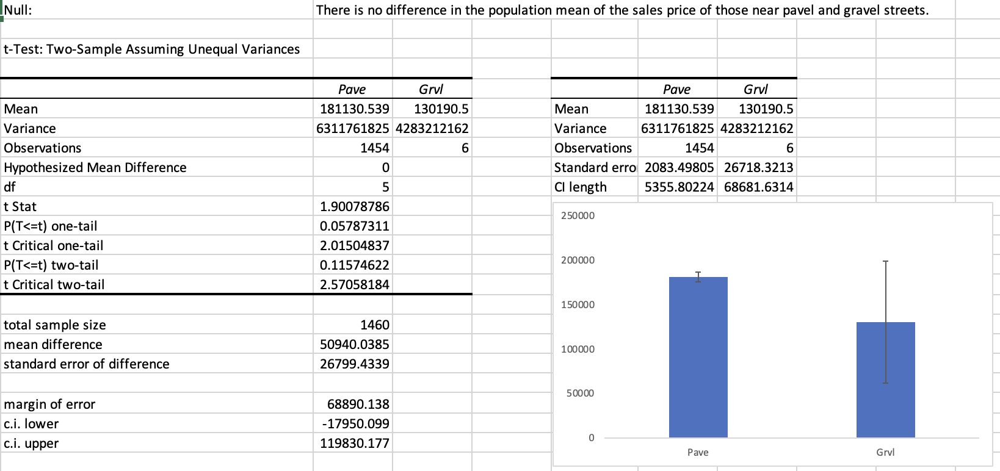 Null: There is no difference in the population mean of the sales price of those near pavel and gravel streets.
t-Test: Two-Sample Assuming Unequal Variances
Pave Grvl
Mean 181130.539 130190.5
Variance 6311761825 4283212162
Observations 1454 6
Hypothesized Mean Difference 0
df 5
t Stat 1.90078786
P(T<=t) one-tail 0.05787311
t Critical one-tail 2.01504837
P(T<=t) two-tail 0.11574622
t Critical two-tail 2.57058184
total sample size 1460
mean difference 50940.0385
standard error of difference 26799.4339
margin of error 68890.138
c.i. lower -17950.099
c.i. upper 119830.177
Pave Grvl
Mean 181130.539 130190.5
Variance 6311761825 4283212162
Observations 1454 6
Standard erro 2083.49805 26718.3213
CI length 5355.80224 68681.6314
250000
200000
150000
100000
50000
0
Pave Grvl